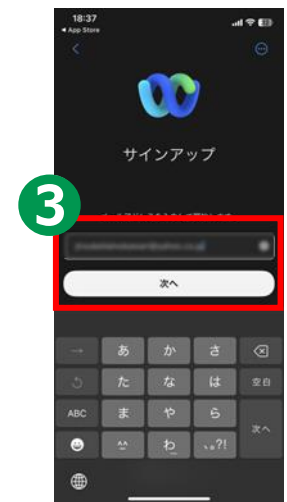 18:37
◀ App Store
サインアップ
3
次へ
→ あ か さ
た な は 空白
ABC ま や ら 次へ
^^ わ 、。?!